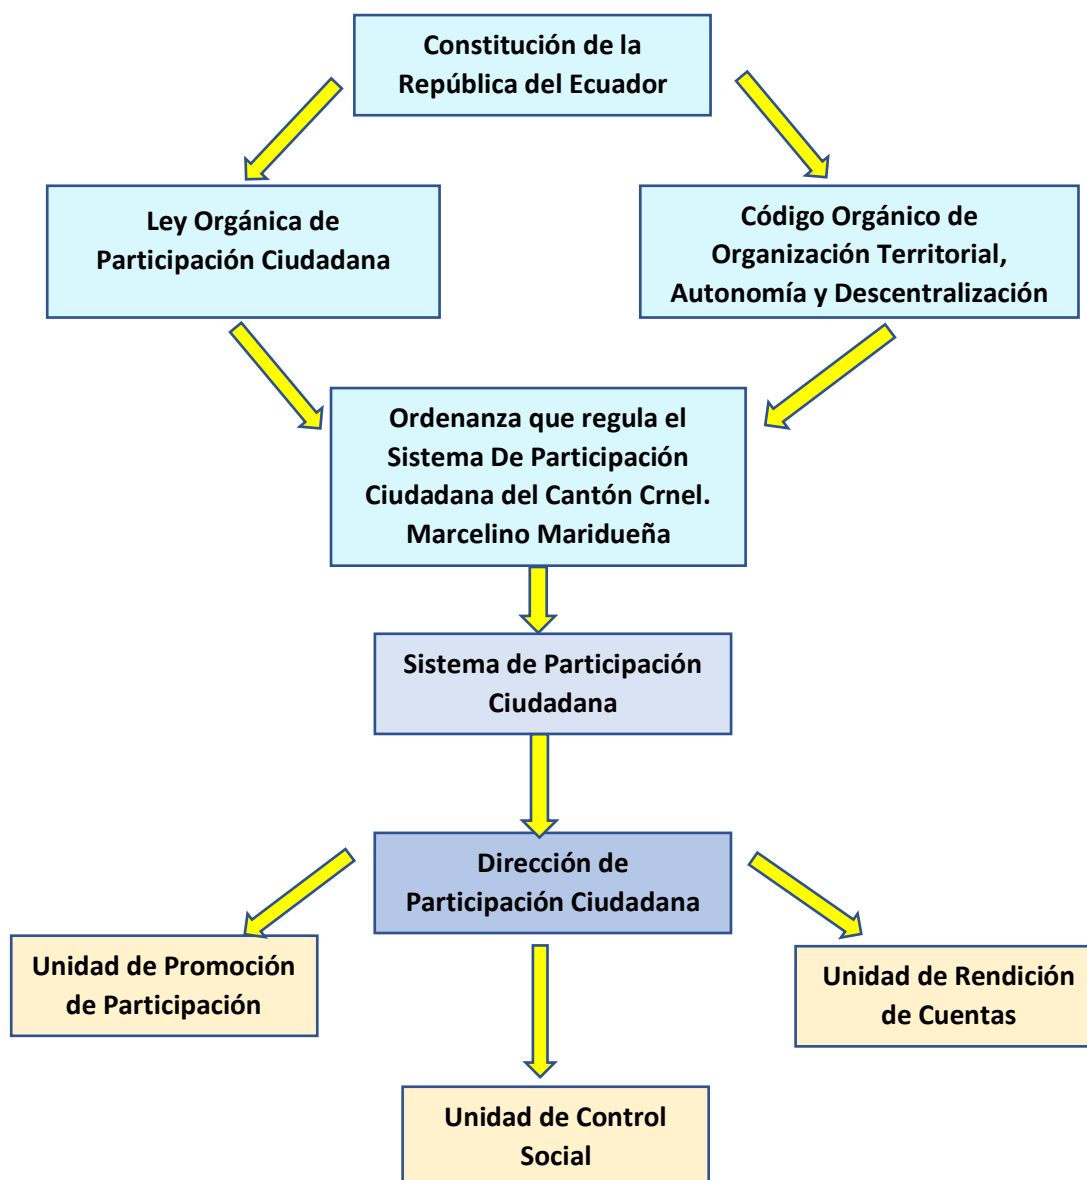 Constitución de la
República del Ecuador
Ley Orgánica de
Participación Ciudadana
Código Orgánico de
Organización Territorial,
Autonomía y Descentralización
Ordenanza que regula el
Sistema De Participación
Ciudadana del Cantón Crnel.
Marcelino Maridueña
Sistema de Participación
Ciudadana
Dirección de
Participación Ciudadana
Unidad de Promoción
de Participación
Unidad de Rendición
de Cuentas
Unidad de Control
Social